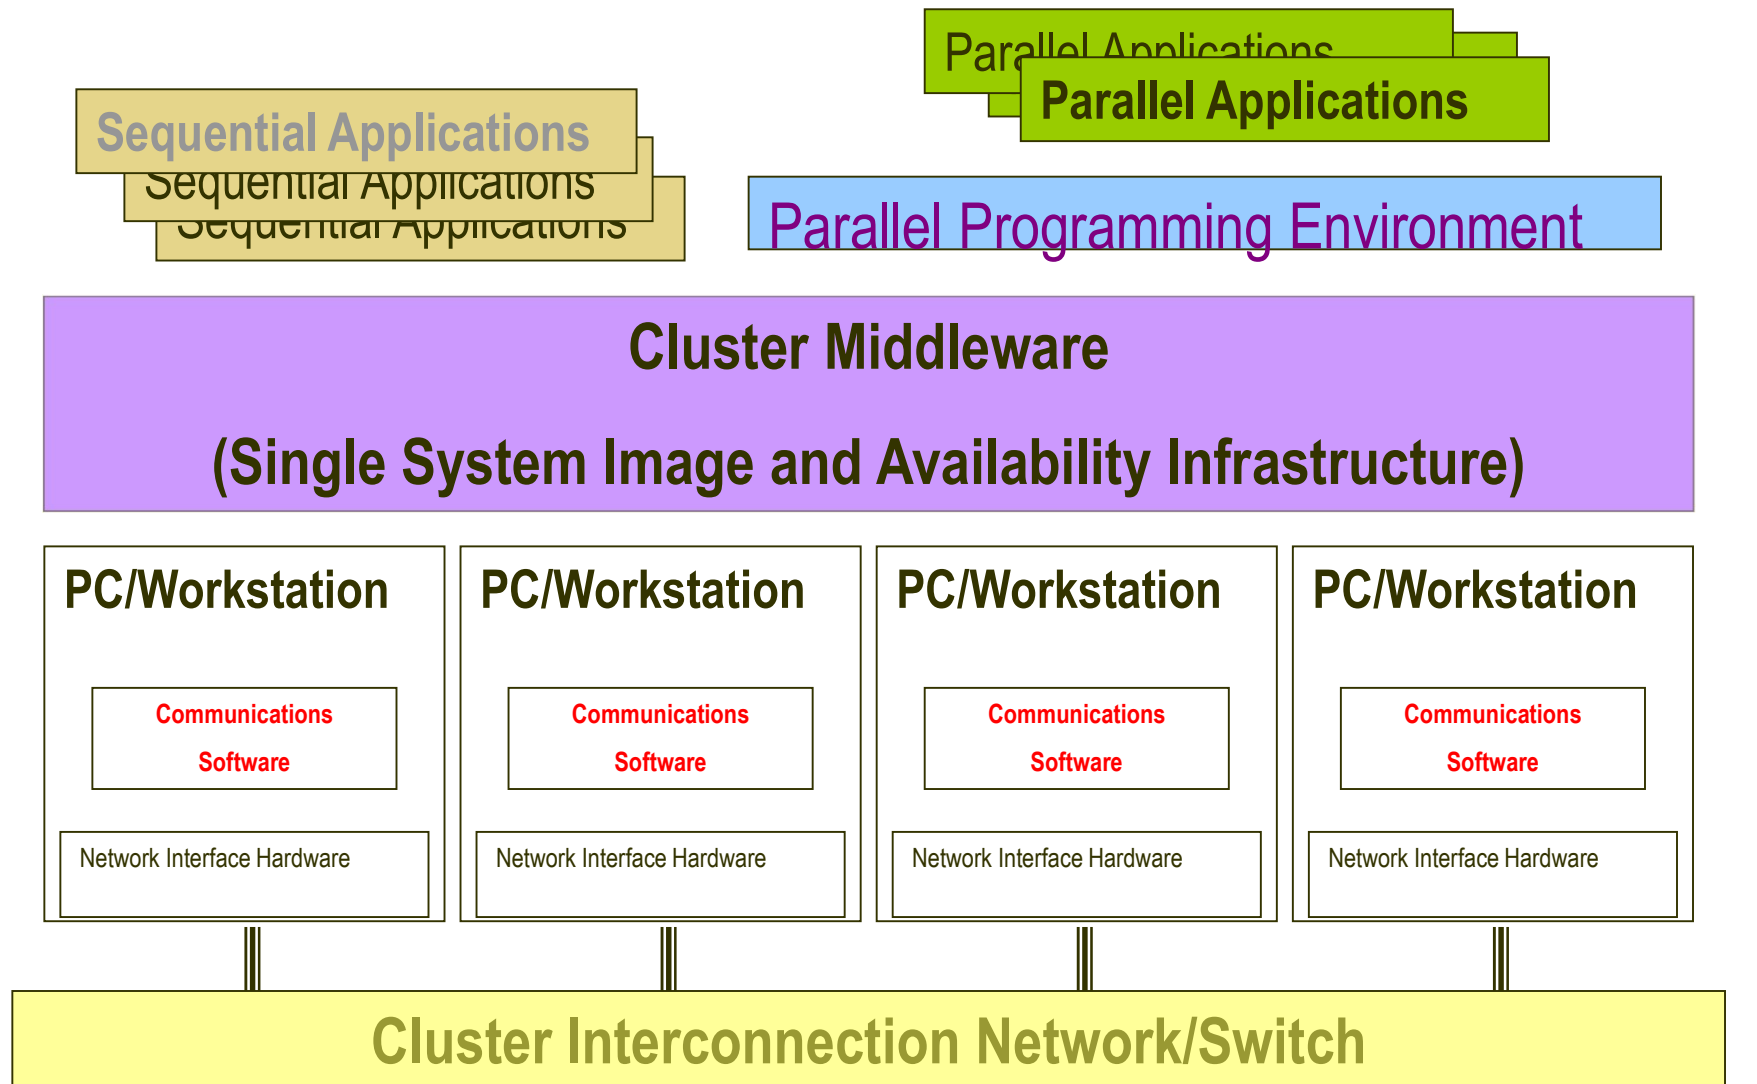 Parallel Applications
Parallel Applications
Sequential Applications
Sequential Applications
Sequential Applications
Parallel Programming Environment
Cluster Middleware
(Single System Image and Availability Infrastructure)
PC/Workstation
PC/Workstation
PC/Workstation
PC/Workstation
Communications
Software
Communications
Software
Communications
Software
Communications
Software
Network Interface Hardware
Network Interface Hardware
Network Interface Hardware
Network Interface Hardware
Cluster Interconnection Network/Switch